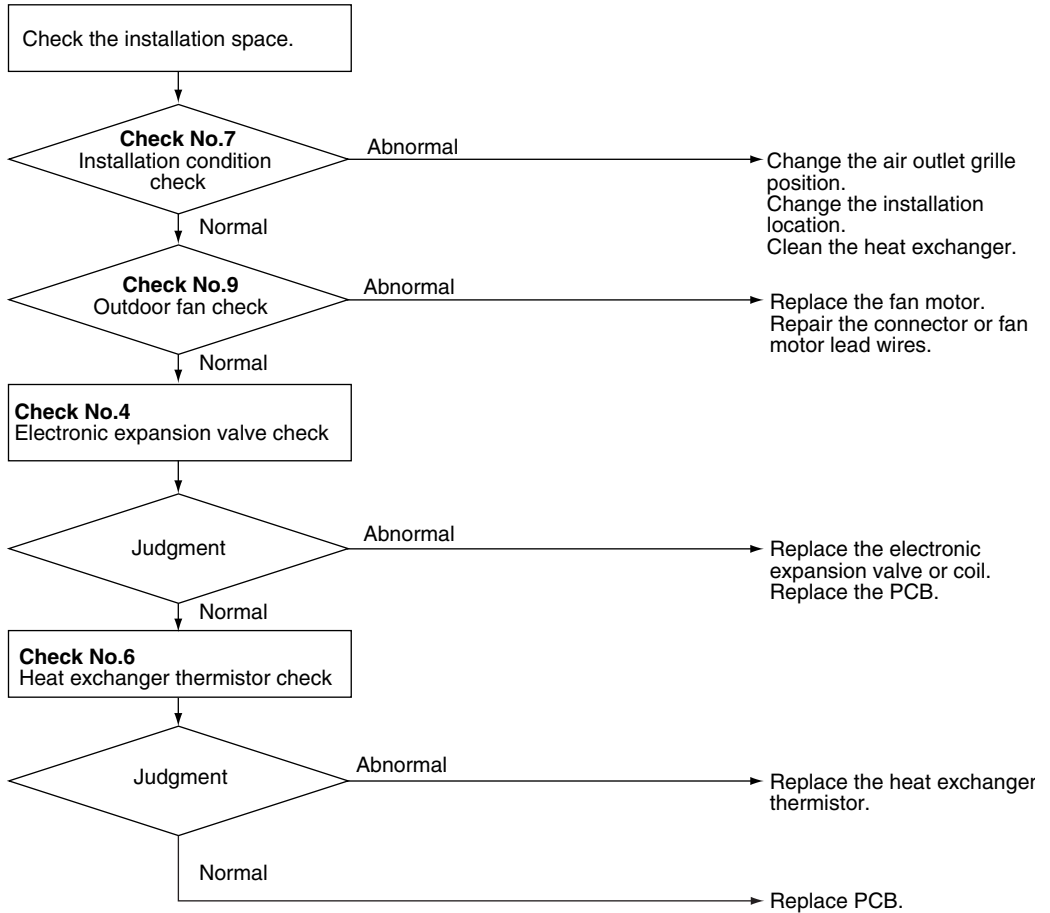 Check the installation space.
Check No.7
Installation condition
check
Abnormal
Change the air outlet grille
position.
Change the installation
location.
Clean the heat exchanger.
Normal
Check No.9
Outdoor fan check
Abnormal
Replace the fan motor.
Repair the connector or fan
motor lead wires.
Normal
Check No.4
Electronic expansion valve check
Judgment
Abnormal
Replace the electronic
expansion valve or coil.
Replace the PCB.
Normal
Check No.6
Heat exchanger thermistor check
Judgment
Abnormal
Replace the heat exchanger
thermistor.
Normal
Replace PCB.